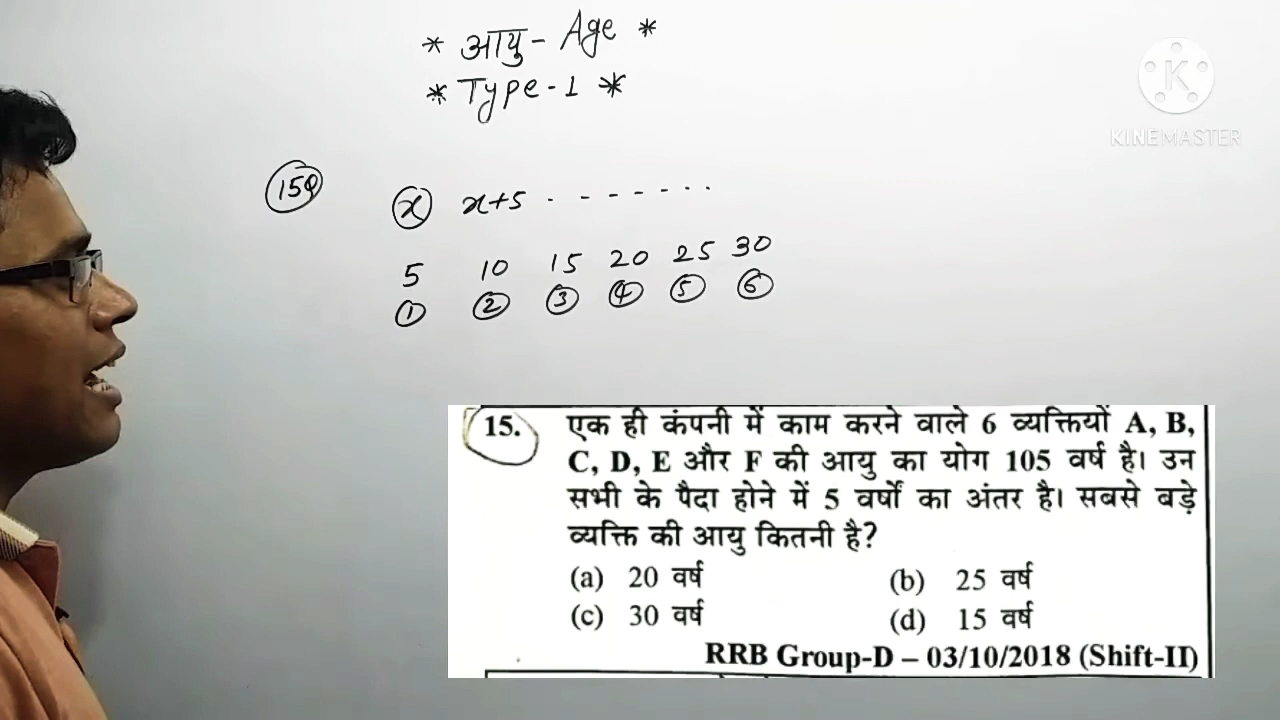 * आयु - Age *
* Type-1 *
K
KINEMASTER
15Q x x+5 - - - - - - -
5 10 15 20 25 30
1 2 3 4 5 6
15. एक ही कंपनी में काम करने वाले 6 व्यक्तियों A, B,
C, D, E और F की आयु का योग 105 वर्ष है। उन
सभी के पैदा होने में 5 वर्षों का अंतर है। सबसे बड़े
व्यक्ति की आयु कितनी है?
(a) 20 वर्ष (b) 25 वर्ष
(c) 30 वर्ष (d) 15 वर्ष
RRB Group-D – 03/10/2018 (Shift-II)